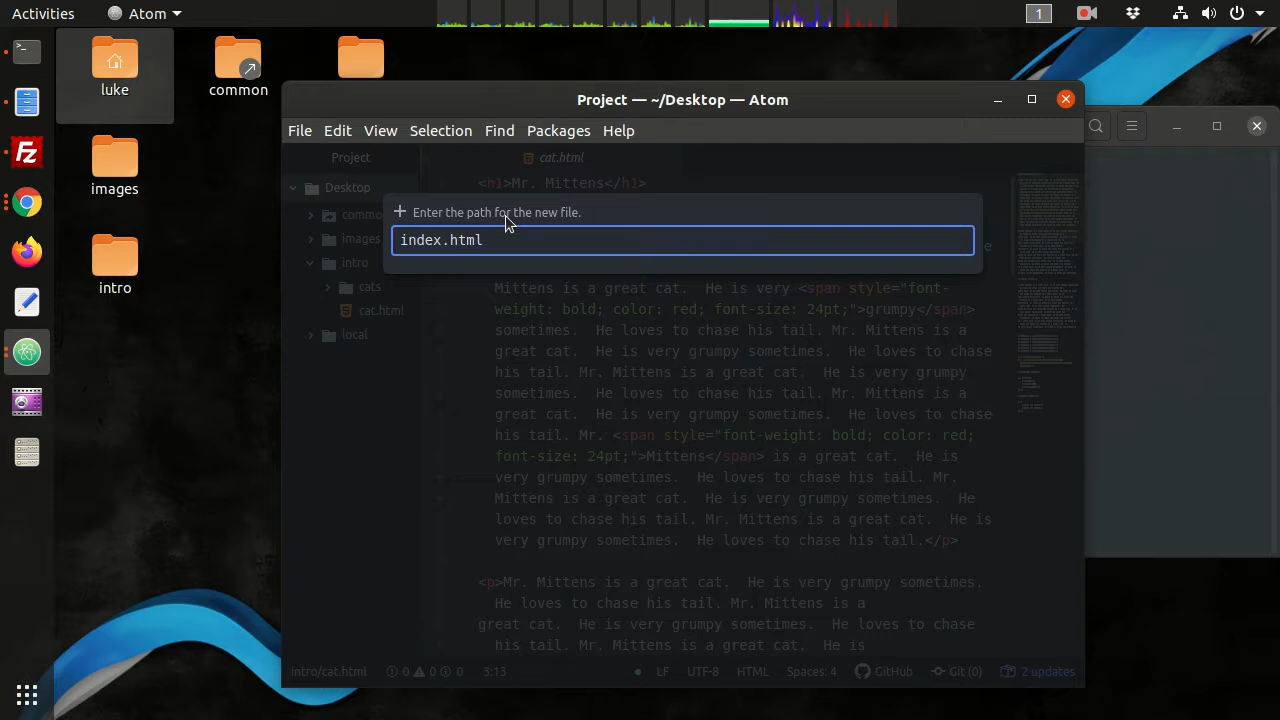 Activities
Atom
1
luke
common
images
intro
Project — ~/Desktop — Atom
File Edit View Selection Find Packages Help
Project
cat.html
Desktop
commo
images
intro
cats
cat.html
local
<h1>Mr. Mittens</h1>
Enter the path for the new file.
index.html
e
Mittens is a great cat.  He is very <span style="font-
weight: bold; color: red; font-size: 24pt;">grumpy</span>
sometimes.  He loves to chase his tail. Mr. Mittens is a
great cat.  He is very grumpy sometimes.  He loves to chase
his tail. Mr. Mittens is a great cat.  He is very grumpy
sometimes.  He loves to chase his tail. Mr. Mittens is a
great cat.  He is very grumpy sometimes.  He loves to chase
his tail. Mr. <span style="font-weight: bold; color: red;
font-size: 24pt;">Mittens</span> is a great cat.  He is
very grumpy sometimes.  He loves to chase his tail. Mr.
Mittens is a great cat.  He is very grumpy sometimes.  He
loves to chase his tail. Mr. Mittens is a great cat.  He is
very grumpy sometimes.  He loves to chase his tail.</p>
<p>Mr. Mittens is a great cat.  He is very grumpy sometimes.
He loves to chase his tail. Mr. Mittens is a
great cat.  He is very grumpy sometimes.  He loves to chase
his tail. Mr. Mittens is a great cat.  He is
intro/cat.html 0 0 0 3:13 LF UTF-8 HTML Spaces: 4 GitHub Git (0) 2 updates